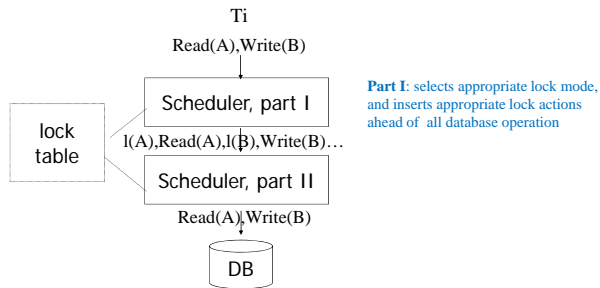 Ti
Read(A),Write(B)
Scheduler, part I
Part I: selects appropriate lock mode,
and inserts appropriate lock actions
ahead of all database operation
lock
table
l(A),Read(A),l(B),Write(B)…
Scheduler, part II
Read(A),Write(B)
DB